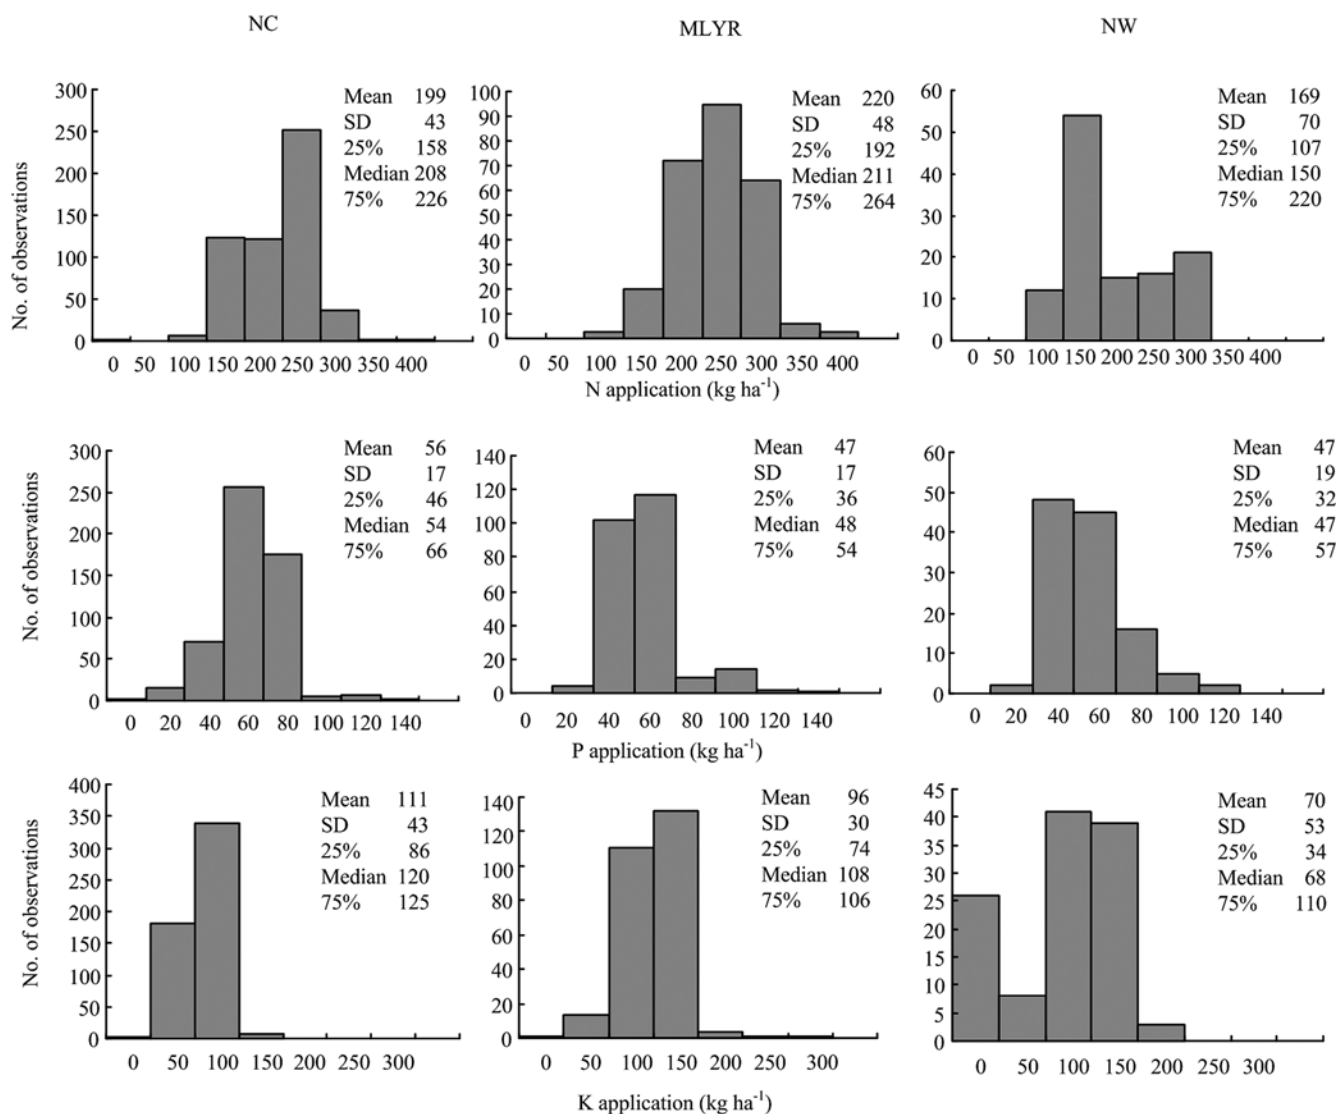 NC
MLYR
NW
No. of observations
300
250
200
150
100
50
0
0 50 100 150 200 250 300 350 400
Mean 199
SD 43
25% 158
Median 208
75% 226
100
90
80
70
60
50
40
30
20
10
0
100 150 200 250 300 350 400
Mean 220
SD 48
25% 192
Median 211
75% 264
60
50
40
30
20
10
0
0 50 100 150 200 250 300 350 400
Mean 169
SD 70
25% 107
Median 150
75% 220
N application (kg ha⁻¹)
No. of observations
300
250
200
150
100
50
0
0 20 40 60 80 100 120 140
Mean 56
SD 17
25% 46
Median 54
75% 66
140
120
100
80
60
40
20
0
0 20 40 60 80 100 120 140
Mean 47
SD 17
25% 36
Median 48
75% 54
60
50
40
30
20
10
0
0 20 40 60 80 100 120 140
Mean 47
SD 19
25% 32
Median 47
75% 57
P application (kg ha⁻¹)
No. of observations
400
350
300
250
200
150
100
50
0
0 50 100 150 200 250 300
Mean 111
SD 43
25% 86
Median 120
75% 125
140
120
100
80
60
40
20
0
0 50 100 150 200 250 300
Mean 96
SD 30
25% 74
Median 108
75% 106
45
40
35
30
25
20
15
10
5
0
0 50 100 150 200 250 300
Mean 70
SD 53
25% 34
Median 68
75% 110
K application (kg ha⁻¹)